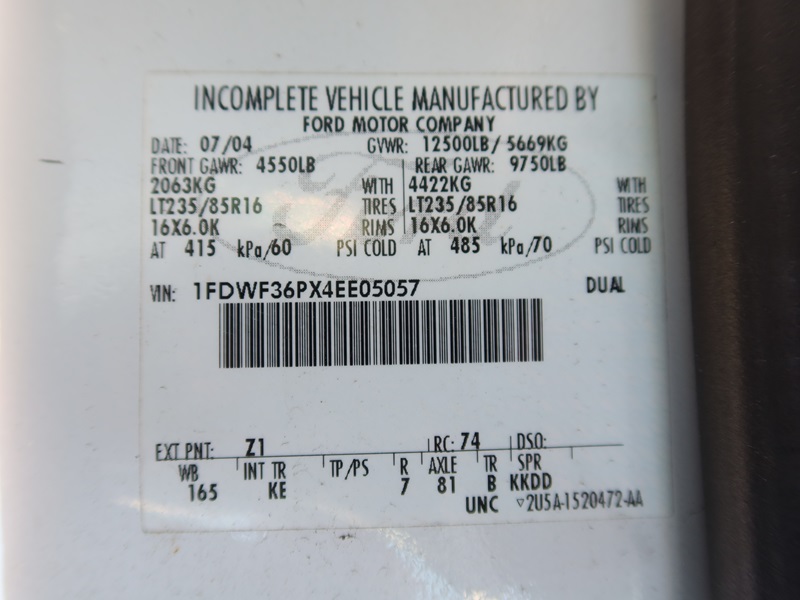 INCOMPLETE VEHICLE MANUFACTURED BY
FORD MOTOR COMPANY
DATE: 07/04 GVWR: 12500LB/ 5669KG
FRONT GAWR: 4550LB REAR GAWR: 9750LB
2063KG WITH 4422KG WITH
LT235/85R16 TIRES LT235/85R16 TIRES
16X6.0K RIMS 16X6.0K RIMS
AT 415 kPa/60 PSI COLD AT 485 kPa/70 PSI COLD
Ford
VIN: 1FDWF36PX4EE05057 DUAL
EXT PNT: Z1 RC: 74 DSO:
WB INT TR TP/PS R AXLE TR SPR
165 KE 7 81 B KKDD
UNC ▽2U5A-1520472-AA